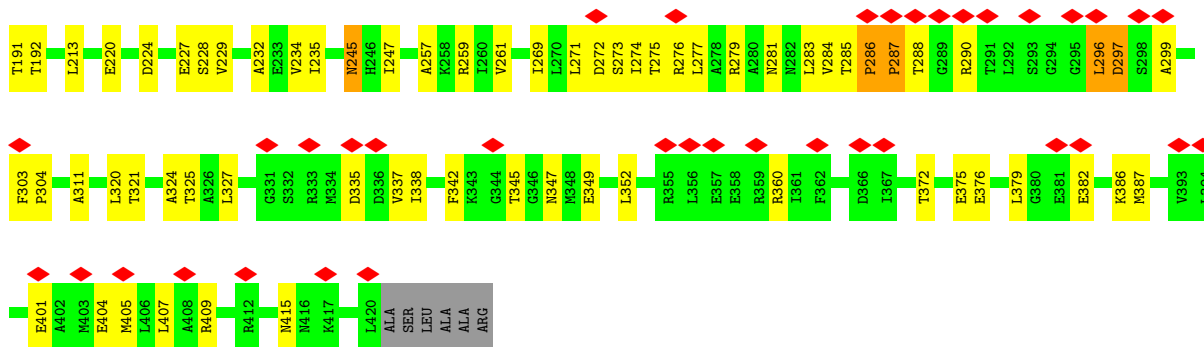 T191 T192 L213 E220 D224 E227 S228 V229 A232 E233 V234 I235 N245 H246 I247 A257 K258 R259 I260 V261 I269 L270 L271 D272 S273 I274 T275 R276 L277 A278 R279 A280 N281 N282 L283 V284 T285 P286 P287 T288 G289 R290 T291 L292 S293 G294 G295 L296 D297 S298 A299
F303 P304 A311 L320 T321 A324 T325 A326 L327 G331 S332 R333 M334 D335 D336 V337 I338 F342 K343 G344 T345 G346 N347 M348 E349 L352 R355 L356 E357 E358 R359 R360 I361 F362 D366 I367 T372 E375 E376 L379 G380 E381 E382 K386 M387 V393
E401 A402 M403 E404 M405 L406 L407 A408 R409 R412 N415 N416 K417 L420 ALA SER LEU ALA ALA ARG